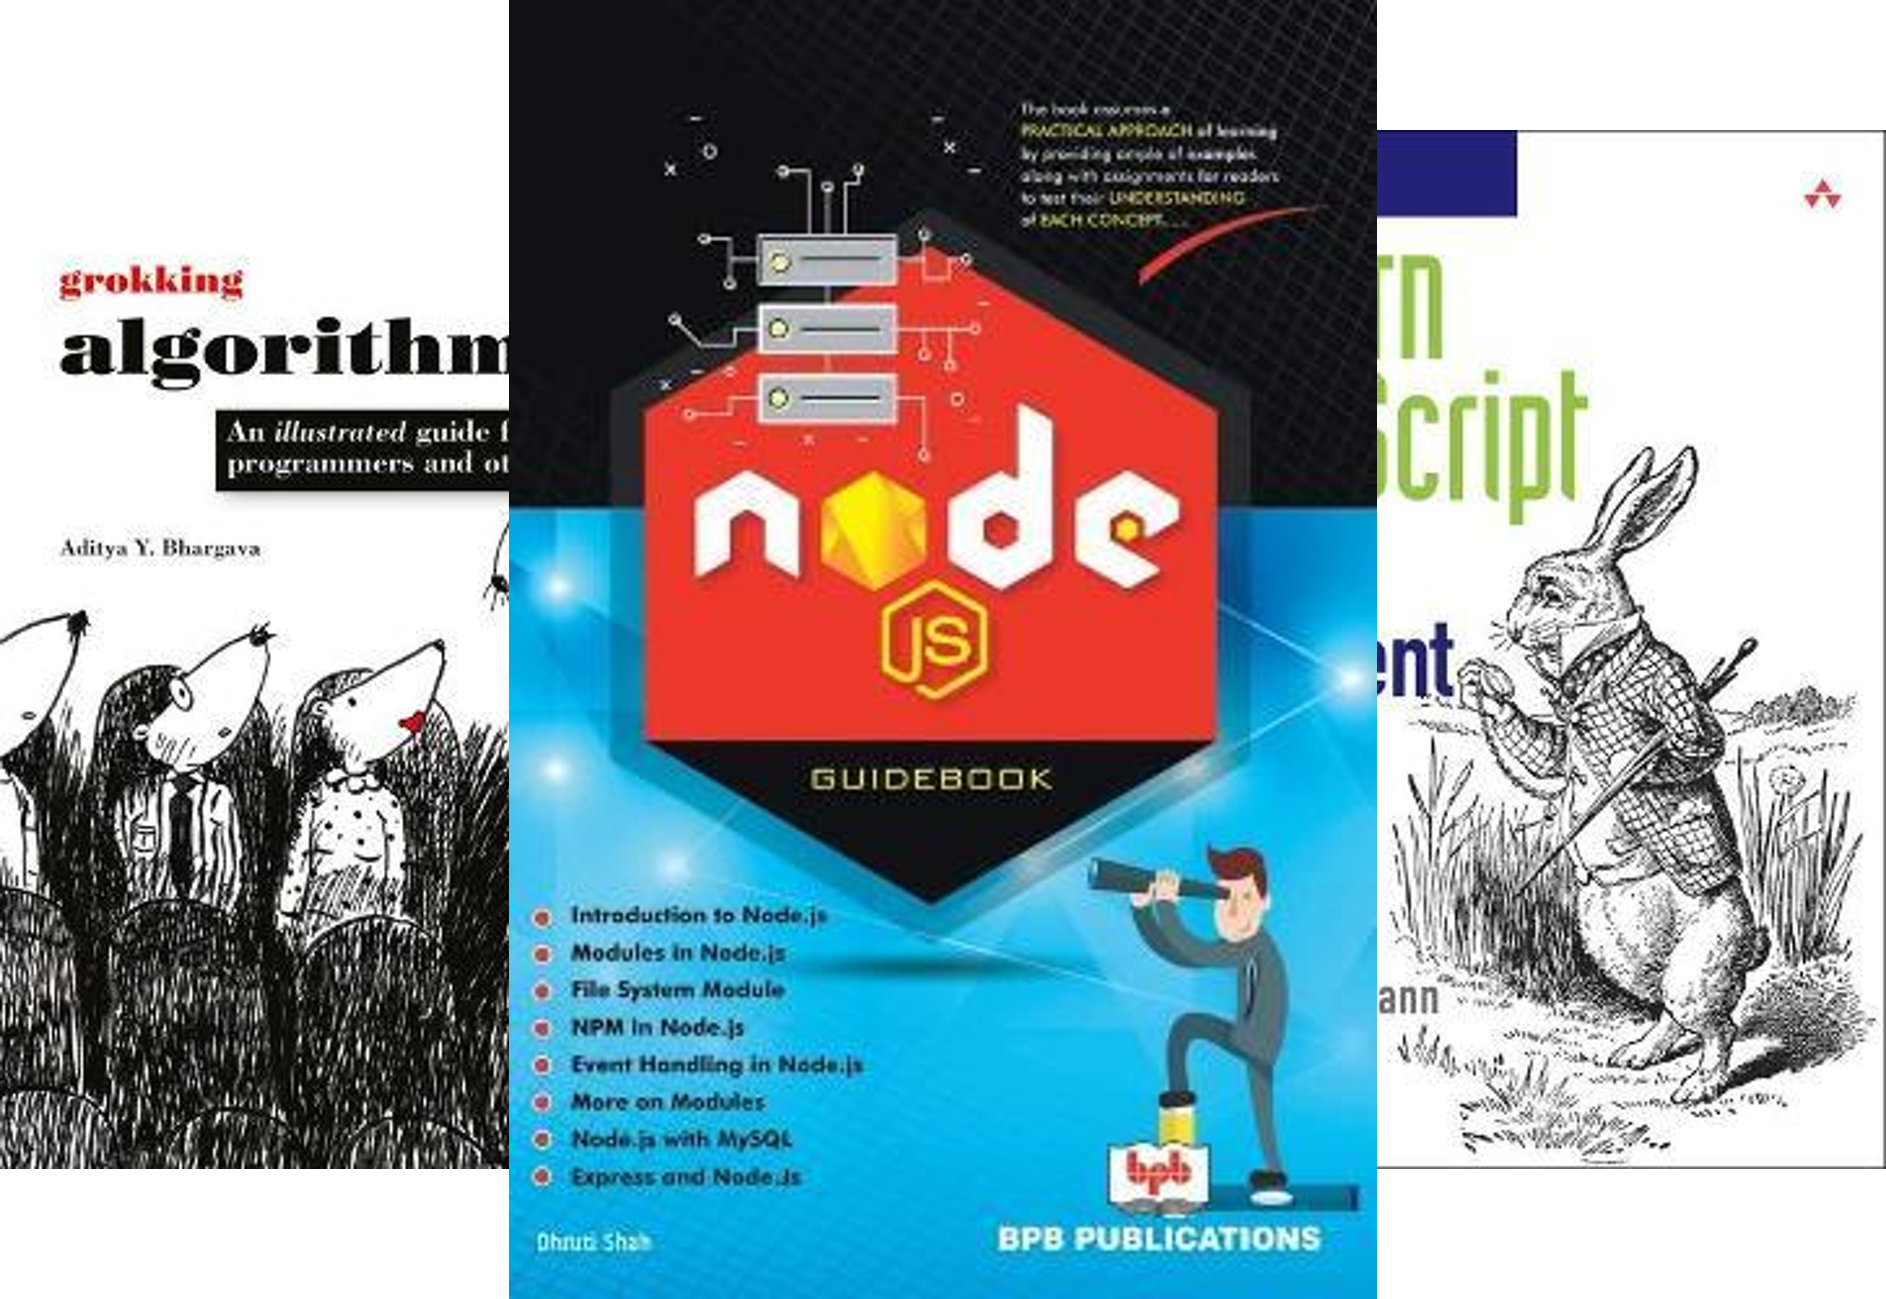 grokking
algorithm
An illustrated guide f
programmers and ot
Aditya Y. Bhargava
The book assumes a
PRACTICAL APPROACH of learning
by providing ample of examples
along with assignments for readers
to test their UNDERSTANDING
of EACH CONCEPT.....
node
JS
GUIDEBOOK
Introduction to Node.js
Modules in Node.js
File System Module
NPM in Node.js
Event Handling in Node.js
More on Modules
Node.js with MySQL
Express and Node.Js
bpb
BPB PUBLICATIONS
Dhruti Shah
rn
Script
ent
ann